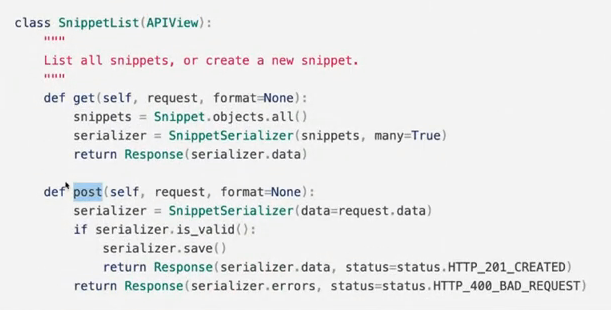 class SnippetList(APIView):
    """
    List all snippets, or create a new snippet.
    """
    def get(self, request, format=None):
        snippets = Snippet.objects.all()
        serializer = SnippetSerializer(snippets, many=True)
        return Response(serializer.data)

    def post(self, request, format=None):
        serializer = SnippetSerializer(data=request.data)
        if serializer.is_valid():
            serializer.save()
            return Response(serializer.data, status=status.HTTP_201_CREATED)
        return Response(serializer.errors, status=status.HTTP_400_BAD_REQUEST)